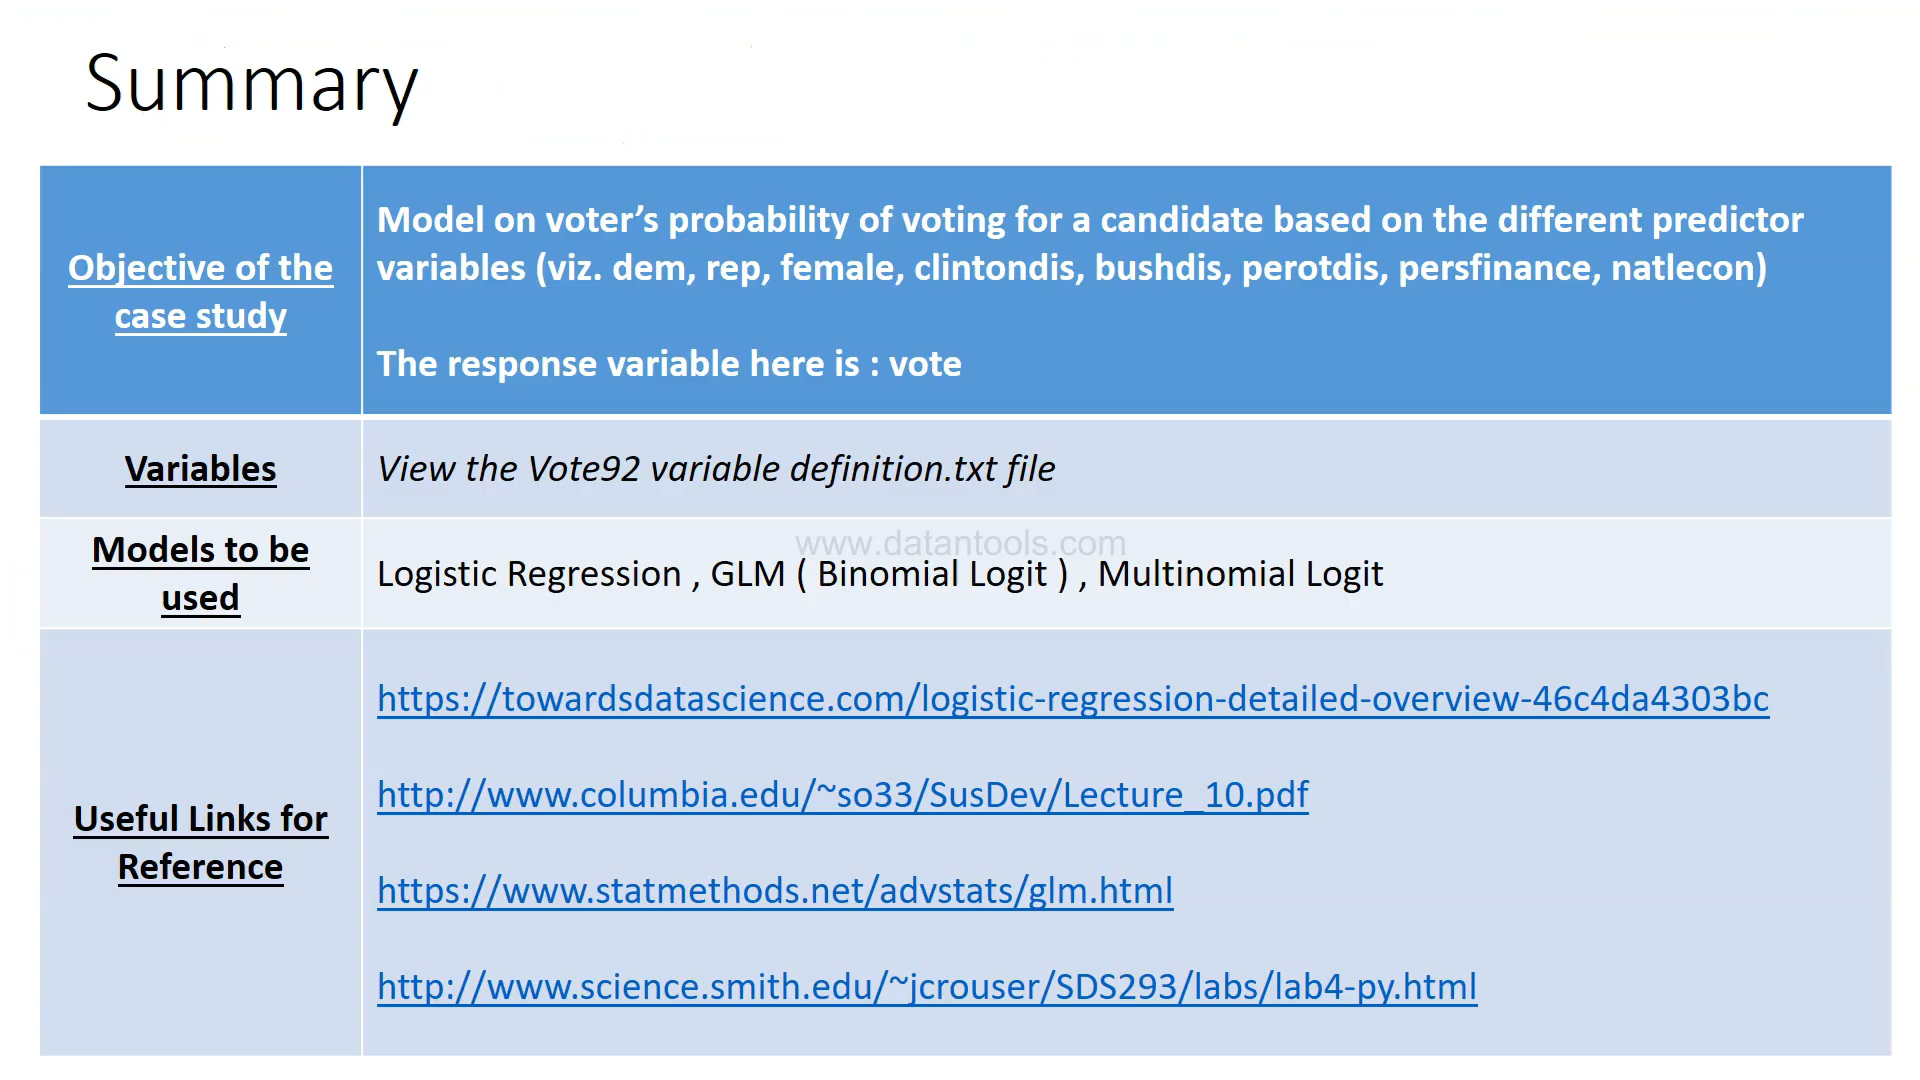 Summary
Objective of the
case study
Model on voter’s probability of voting for a candidate based on the different predictor
variables (viz. dem, rep, female, clintondis, bushdis, perotdis, persfinance, natlecon)
The response variable here is : vote
Variables
View the Vote92 variable definition.txt file
Models to be
used
www.datantools.com
Logistic Regression , GLM ( Binomial Logit ) , Multinomial Logit
Useful Links for
Reference
https://towardsdatascience.com/logistic-regression-detailed-overview-46c4da4303bc
http://www.columbia.edu/~so33/SusDev/Lecture_10.pdf
https://www.statmethods.net/advstats/glm.html
http://www.science.smith.edu/~jcrouser/SDS293/labs/lab4-py.html